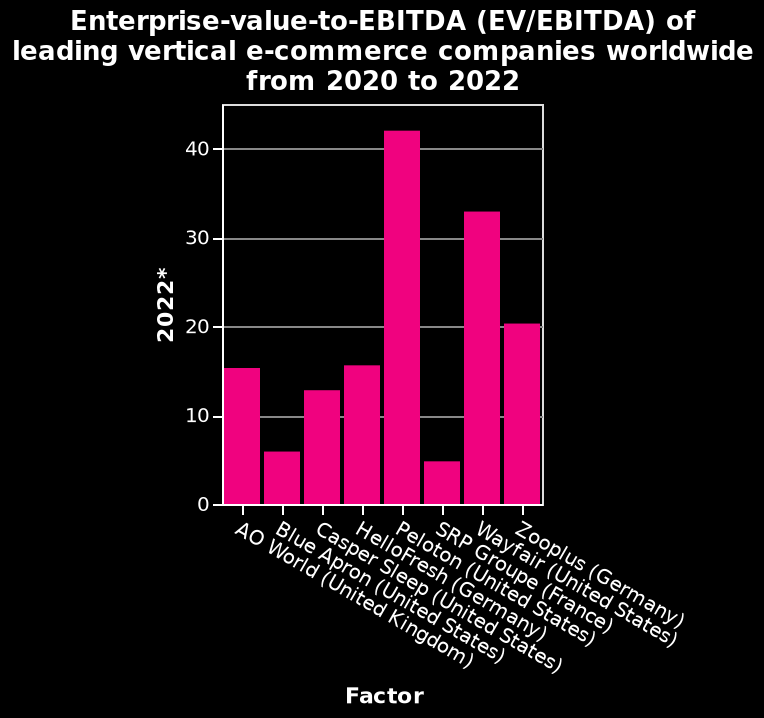 Enterprise-value-to-EBITDA (EV/EBITDA) of
leading vertical e-commerce companies worldwide
from 2020 to 2022
40
30
20
10
0
2022*
AO World (United Kingdom)
Blue Apron (United States)
Casper Sleep (United States)
HelloFresh (Germany)
Peloton (United States)
SRP Groupe (France)
Wayfair (United States)
Zooplus (Germany)
Factor